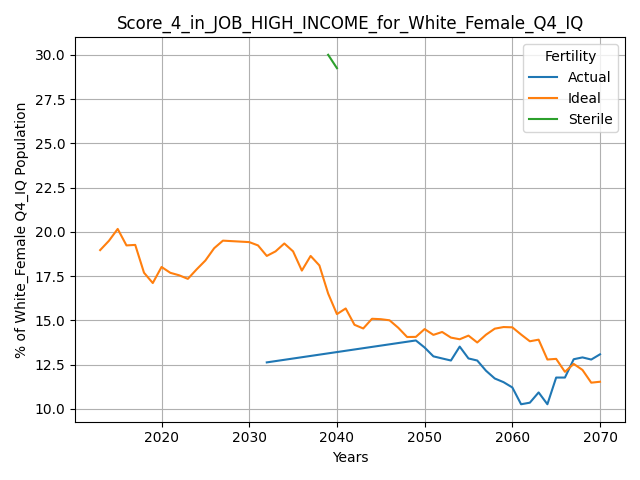 Score_4_in_JOB_HIGH_INCOME_for_White_Female_Q4_IQ
Fertility
Actual
Ideal
Sterile
% of White_Female Q4_IQ Population
30.0
27.5
25.0
22.5
20.0
17.5
15.0
12.5
10.0
2020
2030
2040
2050
2060
2070
Years